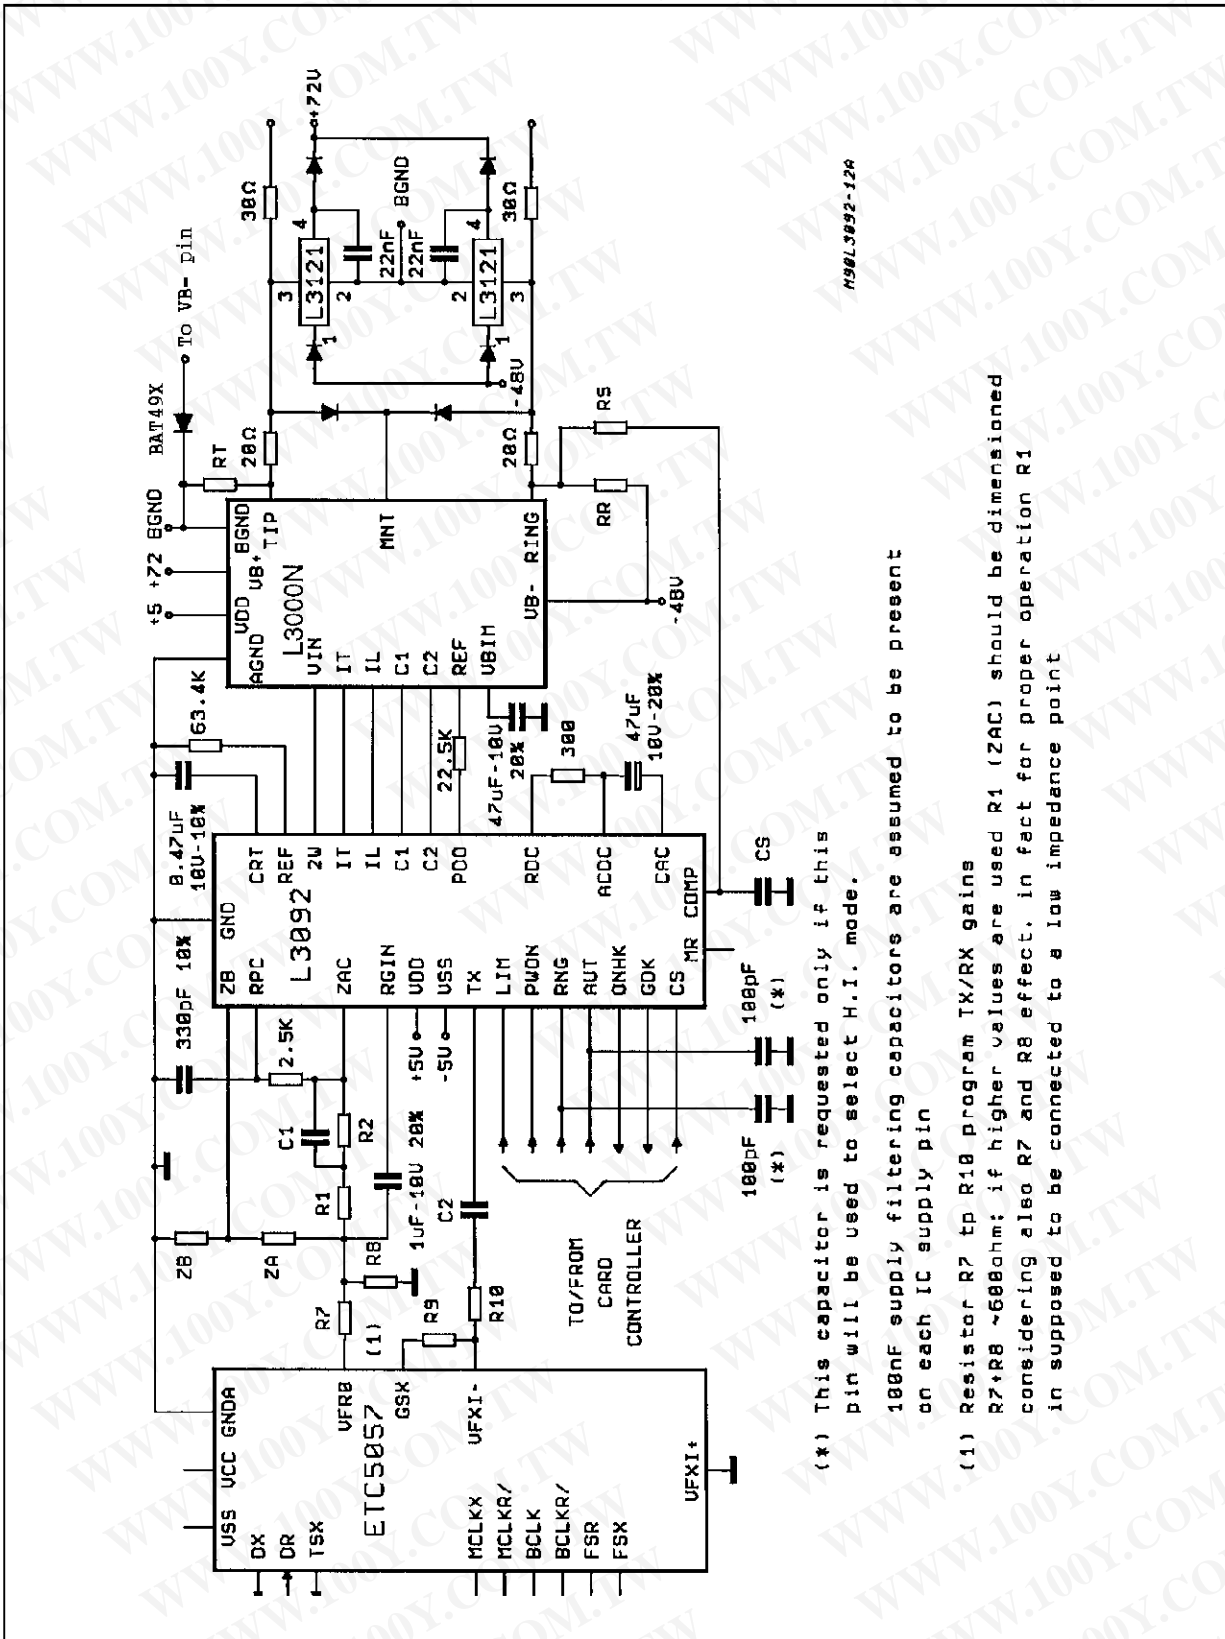 VSS VCC GNDA
DX
DR
TSX
ETC5057
VFR0
GSX
VFXI-
MCLKX
MCLKR/
BCLK
BCLKR/
FSR
FSX
VFXI+
ZB
ZA
R7
(1)
R8
R9
R10
C2
1uF-10V 20%
R1
R2
C1
2.5K
330pF 10%
+5V
-5V
TO/FROM
CARD
CONTROLLER
100pF
(*)
100pF
(*)
ZB GND
RPC
L3092
ZAC
RGIN
VDD
VSS
TX
LIM
PWON
RNG
AUT
ONHK
GDK
CS
MR COMP
CRT
REF
2W
IT
IL
C1
C2
PCD
RDC
ACDC
CAC
CS
0.47uF
10V-10%
63.4K
22.5K
47uF-10V
20%
300
47uF
10V-20%
AGND VDD VB+ BGND
TIP
L3000N
VIN
IT
IL
C1
C2
REF
VBIM
MNT
VB- RING
+5 +72 BGND
BAT49X
To VB- pin
RT
20Ω
20Ω
RR
RS
-48V
-48V
30Ω
30Ω
+72V
3
1
L3121
4
2
22nF
22nF
BGND
2
1
L3121
4
3
M90L3092-12A
(*) This capacitor is requested only if this
pin will be used to select H.I. mode.
100nF supply filtering capacitors are assumed to be present
on each IC supply pin
(1) Resistor R7 tp R10 program TX/RX gains
R7+R8 ~600ohm; if higher values are used R1 (ZAC) should be dimensioned
considering also R7 and R8 effect. in fact for proper operation R1
in supposed to be connected to a low impedance point
WWW.100Y.COM.TW